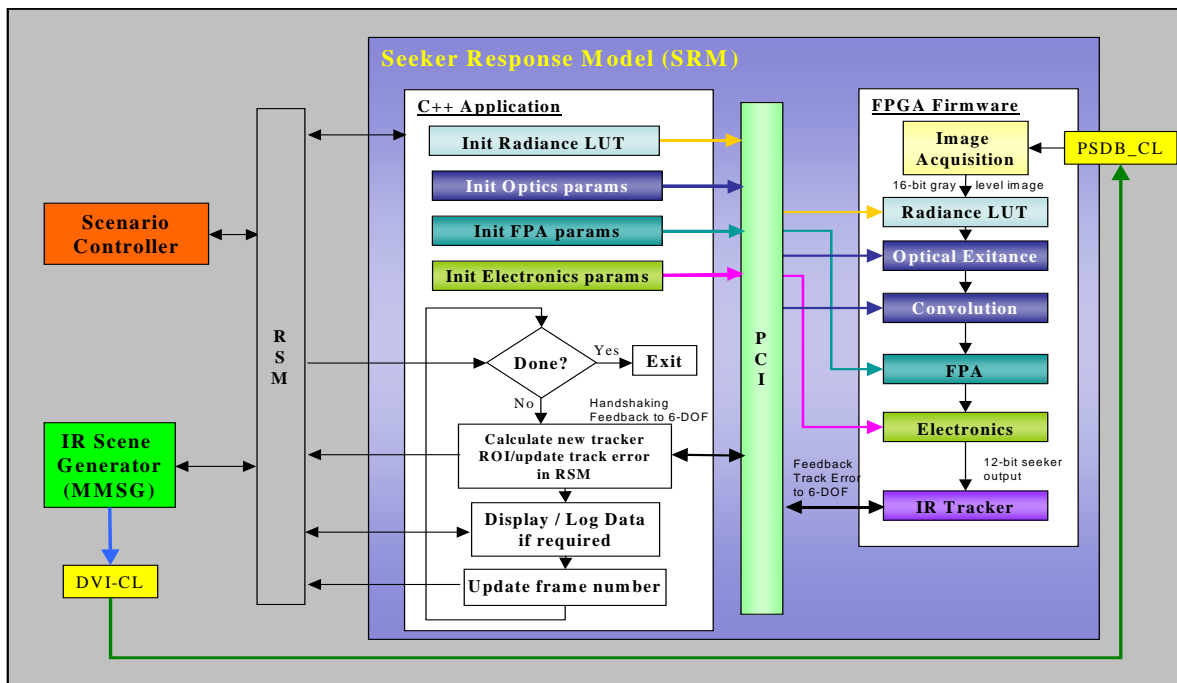 Seeker Response Model (SRM)
C++ Application
FPGA Firmware
Init Radiance LUT
Init Optics params
Init FPA params
Init Electronics params
Image
Acquisition
PSDB_CL
16-bit gray level image
Radiance LUT
Optical Exitance
Convolution
FPA
Electronics
12-bit seeker
output
IR Tracker
Scenario
Controller
R
S
M
P
C
I
Done?
Yes
Exit
No
Handshaking
Feedback to 6-DOF
Calculate new tracker
ROI/update track error
in RSM
Feedback
Track Error
to 6-DOF
IR Scene
Generator
(MMSG)
Display / Log Data
if required
Update frame number
DVI-CL